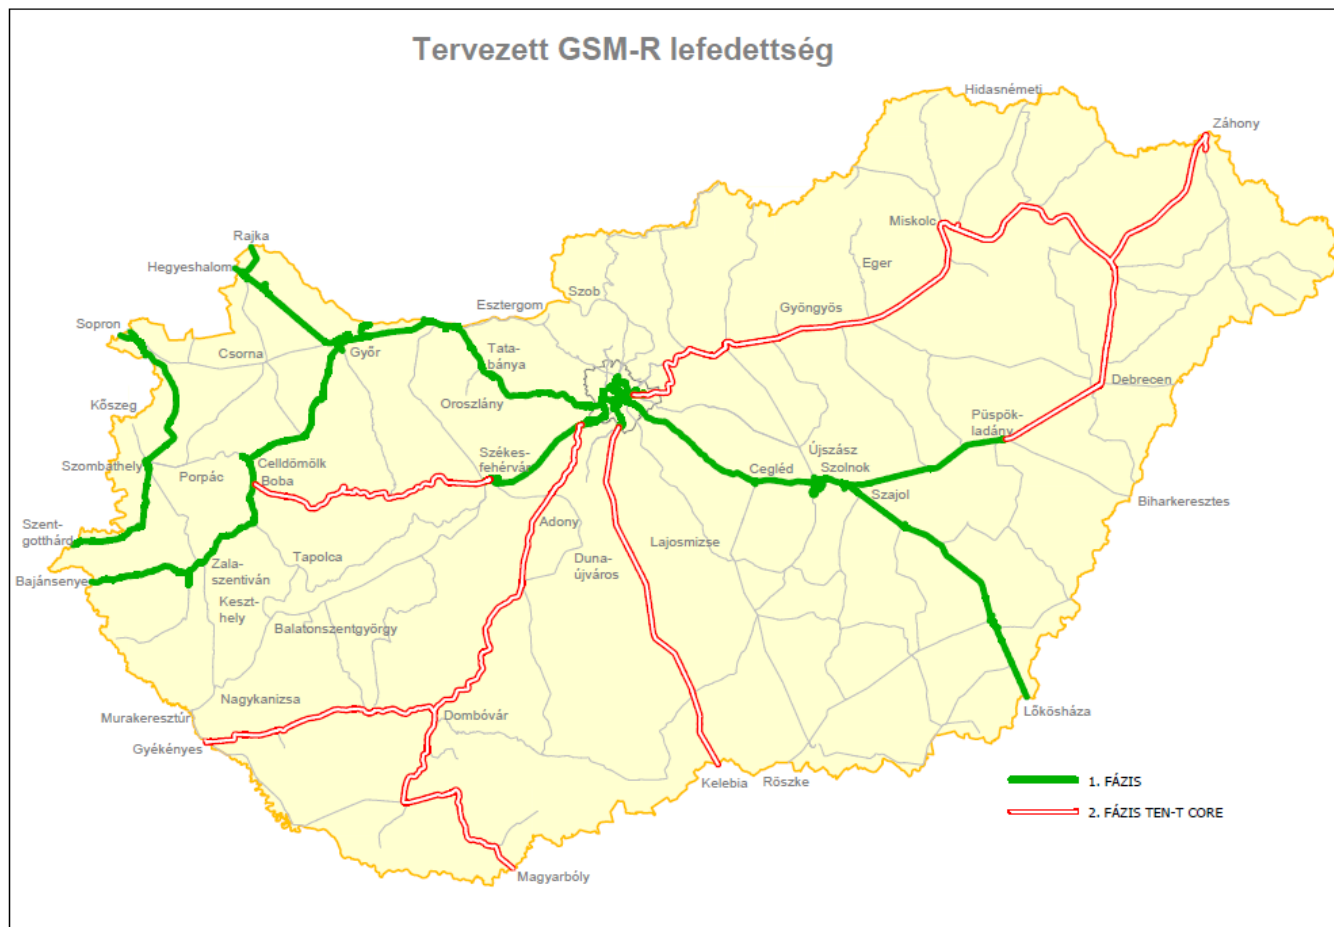 Tervezett GSM-R lefedettség
Hidasnémeti
Záhony
Miskolc
Rajka
Hegyeshalom
Eger
Szob
Esztergom
Gyöngyös
Sopron
Csorna
Győr
Tata-
bánya
Debrecen
Kőszeg
Oroszlány
Püspök-
ladány
Újszász
Székes-
fehérvár
Szombathely
Celldömölk
Cegléd
Szolnok
Porpác
Boba
Szajol
Biharkeresztes
Szent-
gotthárd
Adony
Lajosmizse
Tapolca
Duna-
újváros
Zala-
szentiván
Bajánsenye
Keszt-
hely
Balatonszentgyörgy
Nagykanizsa
Murakeresztúr
Dombóvár
Lőkösháza
Gyékényes
Kelebia
Röszke
1. FÁZIS
2. FÁZIS TEN-T CORE
Magyarbóly